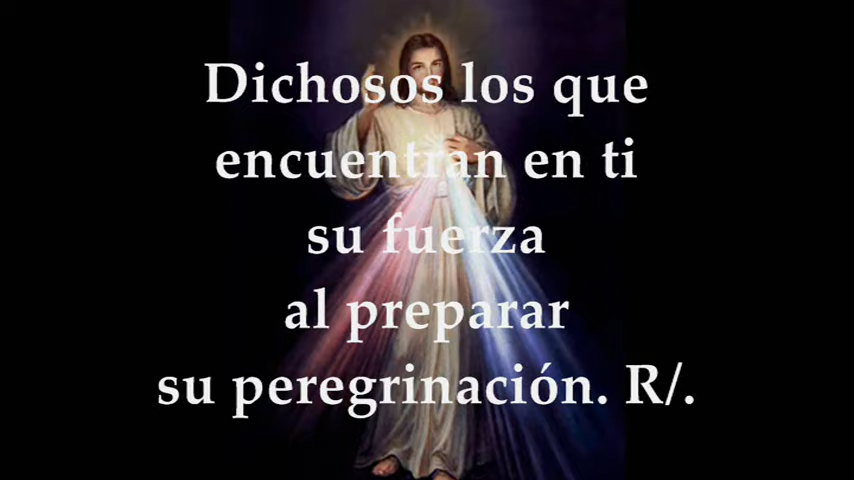 Dichosos los que
encuentran en ti
su fuerza
al preparar
su peregrinación. R/.